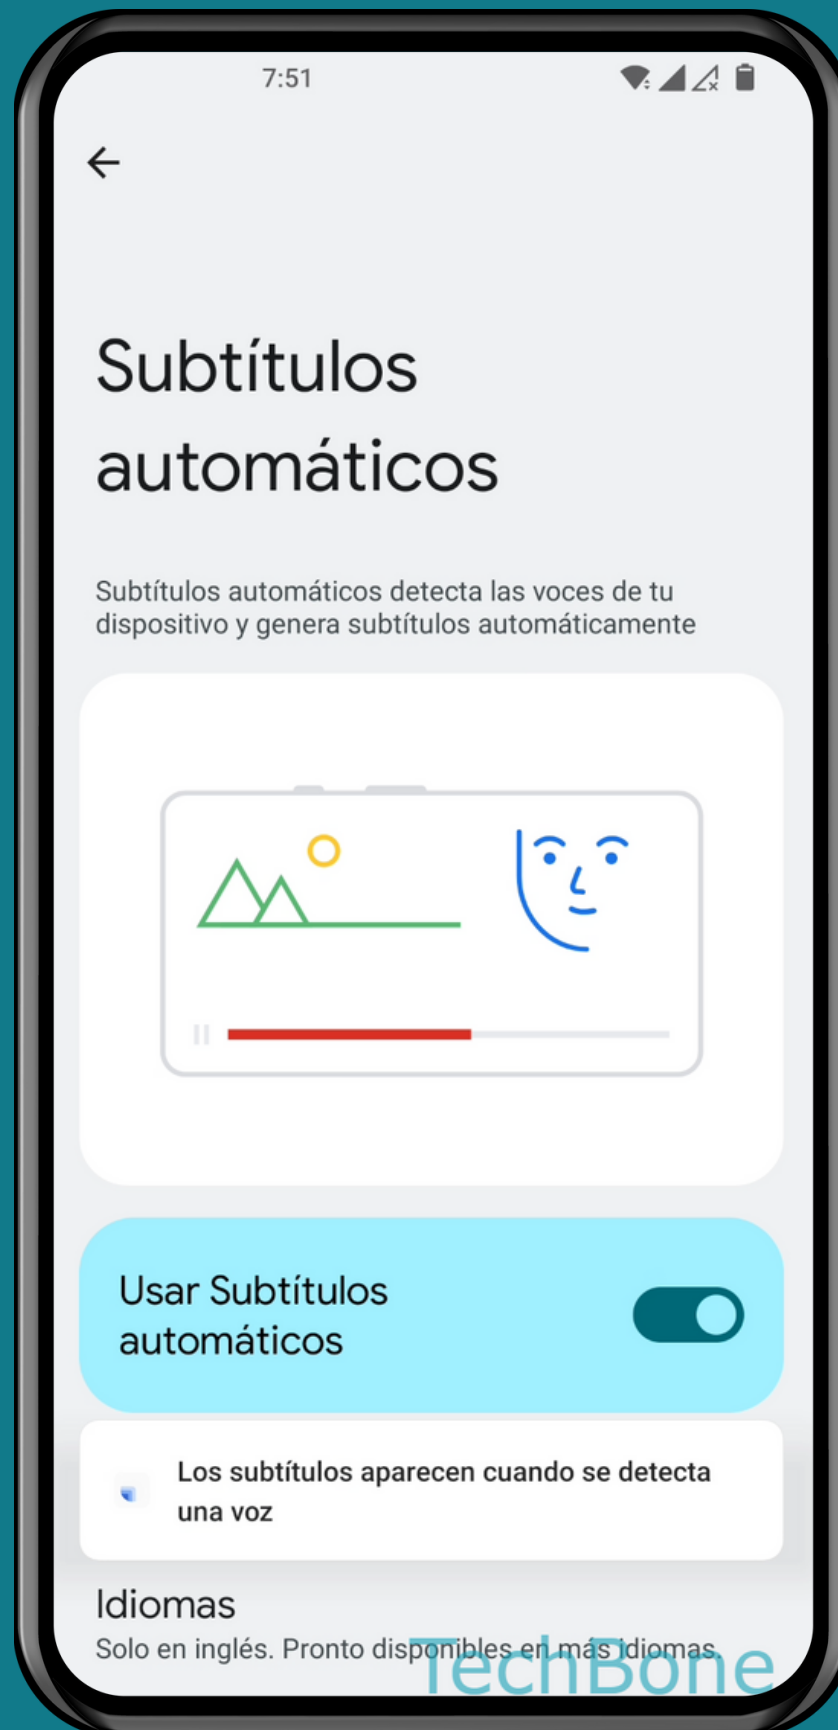 7:51
Subtítulos
automáticos
Subtítulos automáticos detecta las voces de tu
dispositivo y genera subtítulos automáticamente
Usar Subtítulos
automáticos
Los subtítulos aparecen cuando se detecta
una voz
Idiomas
Solo en inglés. Pronto disponibles en más idiomas.
TechBone